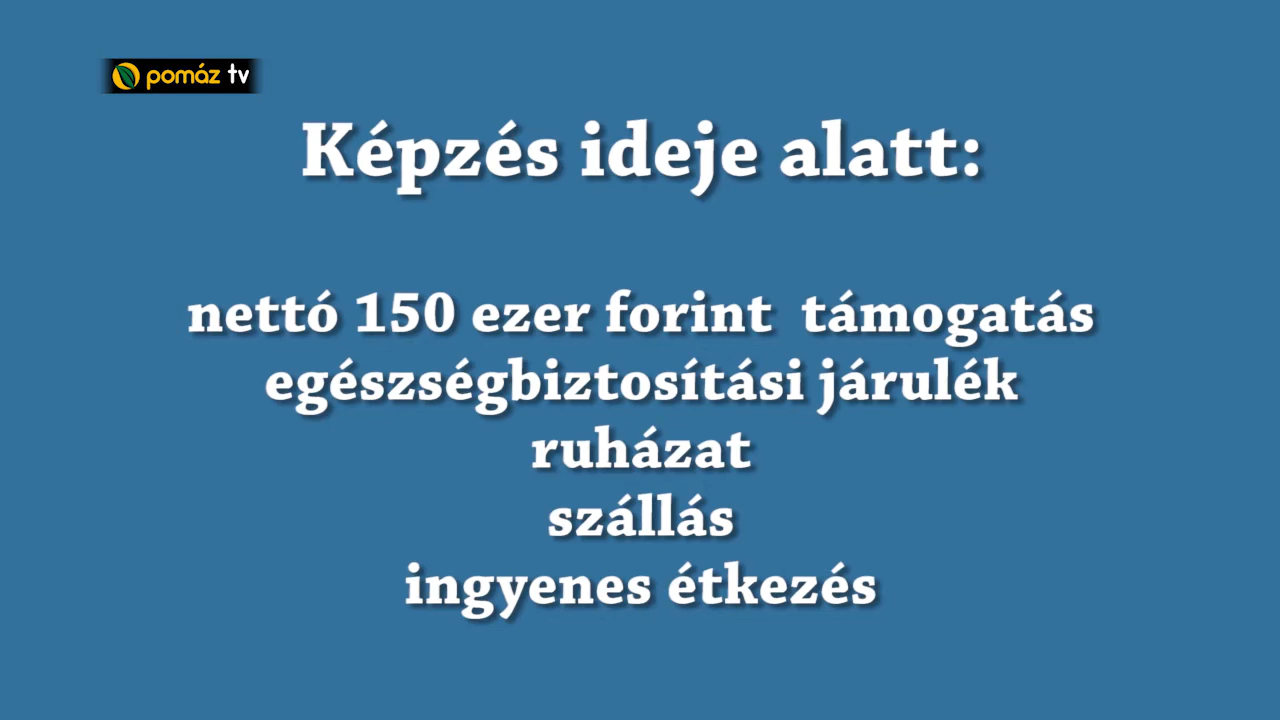 pomáz tv
Képzés ideje alatt:
nettó 150 ezer forint támogatás
egészségbiztosítási járulék
ruházat
szállás
ingyenes étkezés